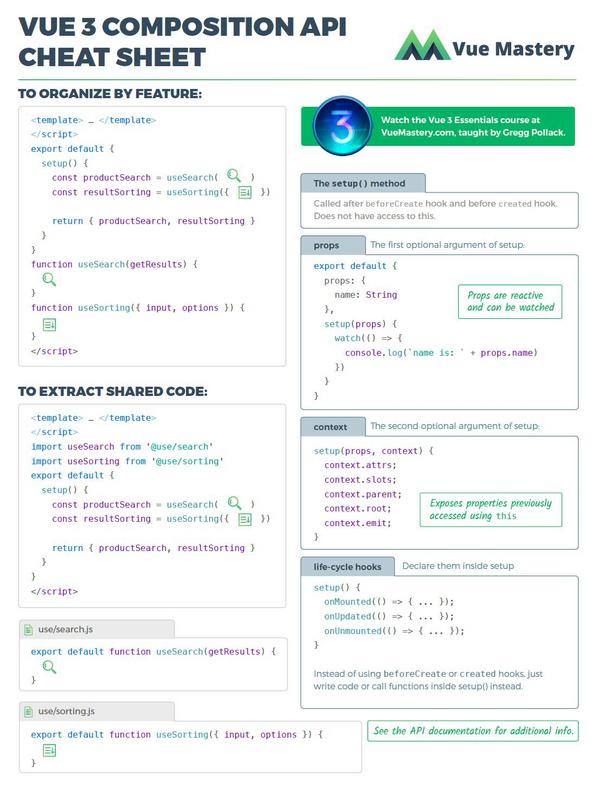 VUE 3 COMPOSITION API
CHEAT SHEET
Vue Mastery
TO ORGANIZE BY FEATURE:
<template> … </template>
</script>
export default {
setup() {
const productSearch = useSearch( )
const resultSorting = useSorting({ })
return { productSearch, resultSorting }
}
}
function useSearch(getResults) {
}
function useSorting({ input, options }) {
}
</script>
TO EXTRACT SHARED CODE:
<template> … </template>
</script>
import useSearch from '@use/search'
import useSorting from '@use/sorting'
export default {
setup() {
const productSearch = useSearch( )
const resultSorting = useSorting({ })
return { productSearch, resultSorting }
}
}
</script>
use/search.js
export default function useSearch(getResults) {
}
use/sorting.js
export default function useSorting({ input, options }) {
}
3
Watch the Vue 3 Essentials course at
VueMastery.com, taught by Gregg Pollack.
The setup() method
Called after beforeCreate hook and before created hook.
Does not have access to this.
props
The first optional argument of setup:
export default {
props: {
name: String
},
setup(props) {
watch(() => {
console.log(`name is: ` + props.name)
})
}
}
Props are reactive
and can be watched
context
The second optional argument of setup:
setup(props, context) {
context.attrs;
context.slots;
context.parent;
context.root;
context.emit;
}
Exposes properties previously
accessed using this
life-cycle hooks
Declare them inside setup
setup() {
onMounted(() => { ... });
onUpdated(() => { ... });
onUnmounted(() => { ... });
}
Instead of using beforeCreate or created hooks, just
write code or call functions inside setup() instead.
See the API documentation for additional info.